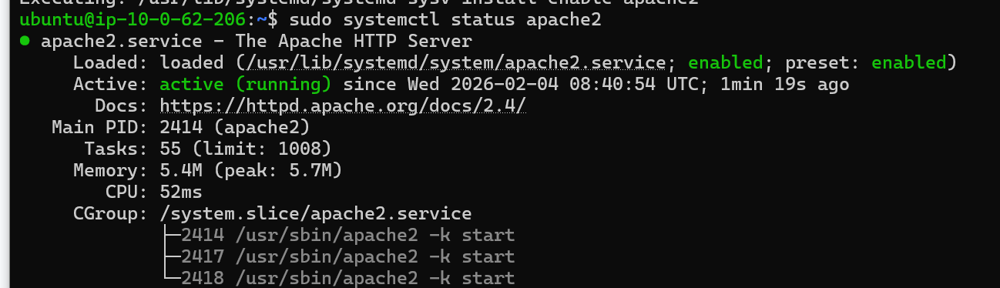 Executing: /usr/lib/systemd/systemd-sysv-install enable apache2
ubuntu@ip-10-0-62-206:~$ sudo systemctl status apache2
● apache2.service - The Apache HTTP Server
Loaded: loaded (/usr/lib/systemd/system/apache2.service; enabled; preset: enabled)
Active: active (running) since Wed 2026-02-04 08:40:54 UTC; 1min 19s ago
Docs: https://httpd.apache.org/docs/2.4/
Main PID: 2414 (apache2)
Tasks: 55 (limit: 1008)
Memory: 5.4M (peak: 5.7M)
CPU: 52ms
CGroup: /system.slice/apache2.service
├─2414 /usr/sbin/apache2 -k start
├─2417 /usr/sbin/apache2 -k start
└─2418 /usr/sbin/apache2 -k start